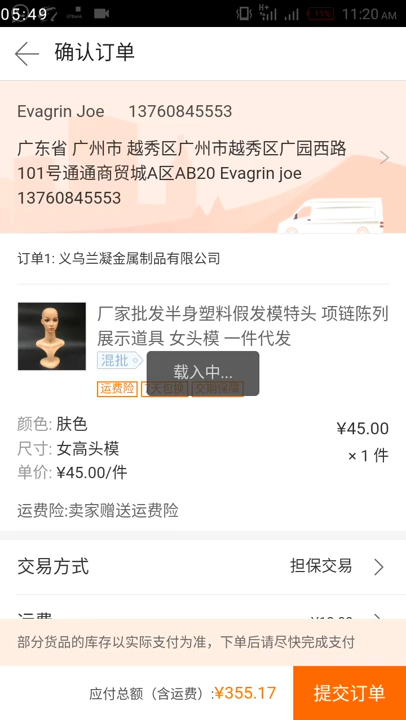 05:49
11:20 AM
确认订单
Evagrin Joe 13760845553
广东省 广州市 越秀区广州市越秀区广园西路
101号通通商贸城A区AB20 Evagrin joe
13760845553
订单1: 义乌兰凝金属制品有限公司
厂家批发半身塑料假发模特头 项链陈列
展示道具 女头模 一件代发
混批
载入中...
运费险
颜色: 肤色 ¥45.00
尺寸: 女高头模 × 1 件
单价: ¥45.00/件
运费险:卖家赠送运费险
交易方式 担保交易
部分货品的库存以实际支付为准，下单后请尽快完成支付
应付总额（含运费）:¥355.17 提交订单